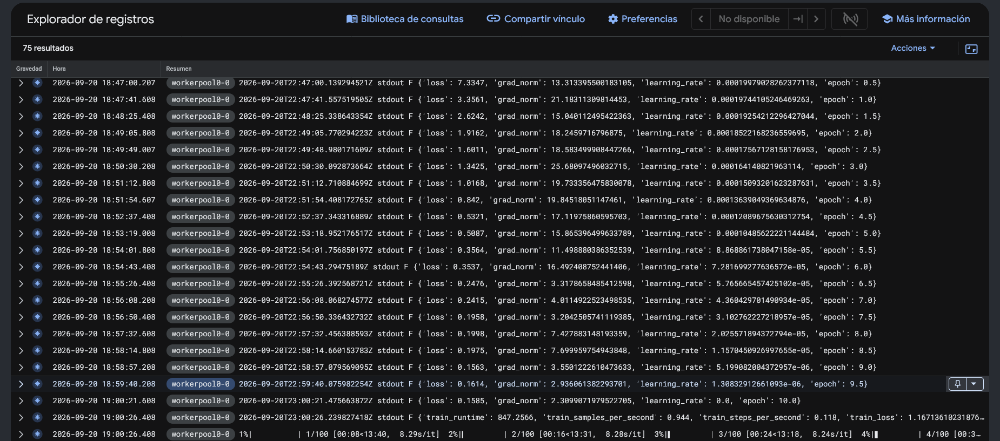 Explorador de registros
Biblioteca de consultas
Compartir vínculo
Preferencias
No disponible
Más información
75 resultados
Acciones
Gravedad Hora Resumen
2026-09-20 18:47:00.207 workerpool0-0 2026-09-20T22:47:00.139294521Z stdout F {'loss': 7.3347, 'grad_norm': 13.313395500183105, 'learning_rate': 0.00019979028262377118, 'epoch': 0.5}
2026-09-20 18:47:41.608 workerpool0-0 2026-09-20T22:47:41.557519505Z stdout F {'loss': 3.3561, 'grad_norm': 21.18311309814453, 'learning_rate': 0.00019744105246469263, 'epoch': 1.0}
2026-09-20 18:48:25.408 workerpool0-0 2026-09-20T22:48:25.338643354Z stdout F {'loss': 2.6242, 'grad_norm': 15.040112495422363, 'learning_rate': 0.00019254212296427044, 'epoch': 1.5}
2026-09-20 18:49:05.808 workerpool0-0 2026-09-20T22:49:05.770294223Z stdout F {'loss': 1.9162, 'grad_norm': 18.2459716796875, 'learning_rate': 0.00018522168236559695, 'epoch': 2.0}
2026-09-20 18:49:49.007 workerpool0-0 2026-09-20T22:49:48.980171609Z stdout F {'loss': 1.6011, 'grad_norm': 18.583499908447266, 'learning_rate': 0.00017567128158176953, 'epoch': 2.5}
2026-09-20 18:50:30.208 workerpool0-0 2026-09-20T22:50:30.092873664Z stdout F {'loss': 1.3425, 'grad_norm': 25.68097496032715, 'learning_rate': 0.0001641408219631​14, 'epoch': 3.0}
2026-09-20 18:51:12.808 workerpool0-0 2026-09-20T22:51:12.710884699Z stdout F {'loss': 1.0168, 'grad_norm': 19.733356475830078, 'learning_rate': 0.00015093201623287631, 'epoch': 3.5}
2026-09-20 18:51:54.607 workerpool0-0 2026-09-20T22:51:54.408172765Z stdout F {'loss': 0.842, 'grad_norm': 19.84518051147461, 'learning_rate': 0.00013639049369634876, 'epoch': 4.0}
2026-09-20 18:52:37.408 workerpool0-0 2026-09-20T22:52:37.343316889Z stdout F {'loss': 0.5321, 'grad_norm': 17.11975860595703, 'learning_rate': 0.00012089675630312754, 'epoch': 4.5}
2026-09-20 18:53:19.008 workerpool0-0 2026-09-20T22:53:18.952176517Z stdout F {'loss': 0.5087, 'grad_norm': 15.865396499633789, 'learning_rate': 0.00010485622221144484, 'epoch': 5.0}
2026-09-20 18:54:01.808 workerpool0-0 2026-09-20T22:54:01.756850197Z stdout F {'loss': 0.3564, 'grad_norm': 11.498880386352539, 'learning_rate': 8.868861738047158e-05, 'epoch': 5.5}
2026-09-20 18:54:43.408 workerpool0-0 2026-09-20T22:54:43.29475189Z stdout F {'loss': 0.3537, 'grad_norm': 16.492408752441406, 'learning_rate': 7.281699277636572e-05, 'epoch': 6.0}
2026-09-20 18:55:26.408 workerpool0-0 2026-09-20T22:55:26.392568721Z stdout F {'loss': 0.2476, 'grad_norm': 3.3178658485412598, 'learning_rate': 5.765665457425102e-05, 'epoch': 6.5}
2026-09-20 18:56:08.208 workerpool0-0 2026-09-20T22:56:08.068274577Z stdout F {'loss': 0.2415, 'grad_norm': 4.0114922523498535, 'learning_rate': 4.360429701490934e-05, 'epoch': 7.0}
2026-09-20 18:56:50.408 workerpool0-0 2026-09-20T22:56:50.336432732Z stdout F {'loss': 0.1958, 'grad_norm': 3.2042505741119385, 'learning_rate': 3.102762227218957e-05, 'epoch': 7.5}
2026-09-20 18:57:32.608 workerpool0-0 2026-09-20T22:57:32.456388593Z stdout F {'loss': 0.1998, 'grad_norm': 7.427883148193359, 'learning_rate': 2.025571894372794e-05, 'epoch': 8.0}
2026-09-20 18:58:14.808 workerpool0-0 2026-09-20T22:58:14.660153783Z stdout F {'loss': 0.1975, 'grad_norm': 7.699959754943848, 'learning_rate': 1.1570450926997655e-05, 'epoch': 8.5}
2026-09-20 18:58:57.208 workerpool0-0 2026-09-20T22:58:57.079569095Z stdout F {'loss': 0.1563, 'grad_norm': 3.5501222610473633, 'learning_rate': 5.199082004372957e-06, 'epoch': 9.0}
2026-09-20 18:59:40.208 workerpool0-0 2026-09-20T22:59:40.075982254Z stdout F {'loss': 0.1614, 'grad_norm': 2.936061382293701, 'learning_rate': 1.30832912661093e-06, 'epoch': 9.5}
2026-09-20 19:00:21.608 workerpool0-0 2026-09-20T23:00:21.475663872Z stdout F {'loss': 0.1585, 'grad_norm': 2.3099071979522705, 'learning_rate': 0.0, 'epoch': 10.0}
2026-09-20 19:00:26.408 workerpool0-0 2026-09-20T23:00:26.239827418Z stdout F {'train_runtime': 847.2566, 'train_samples_per_second': 0.944, 'train_steps_per_second': 0.118, 'train_loss': 1.16713610231876…
2026-09-20 19:00:26.408 workerpool0-0 1%| | 1/100 [00:08<13:40, 8.29s/it] 2%| | 2/100 [00:16<13:31, 8.28s/it] 3%| | 3/100 [00:24<13:18, 8.24s/it] 4%| | 4/100 [00:3…